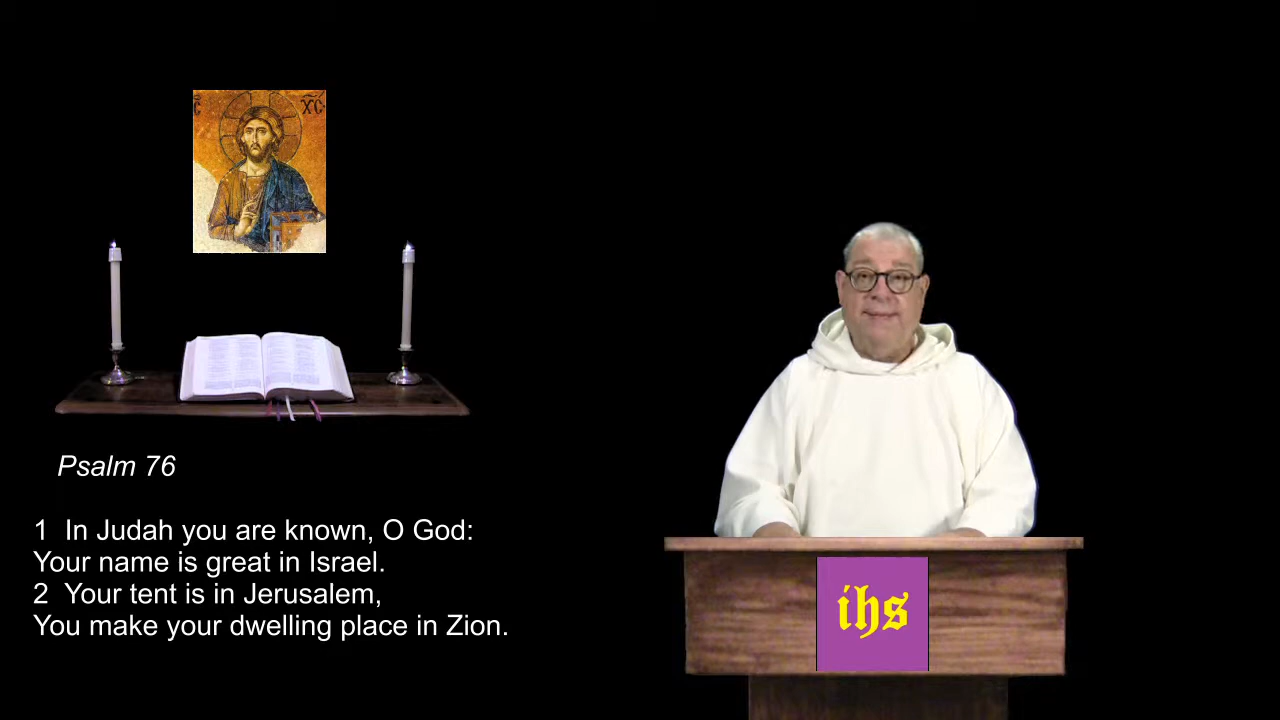 XC
Psalm 76
1 In Judah you are known, O God:
Your name is great in Israel.
2 Your tent is in Jerusalem,
You make your dwelling place in Zion.
ihs